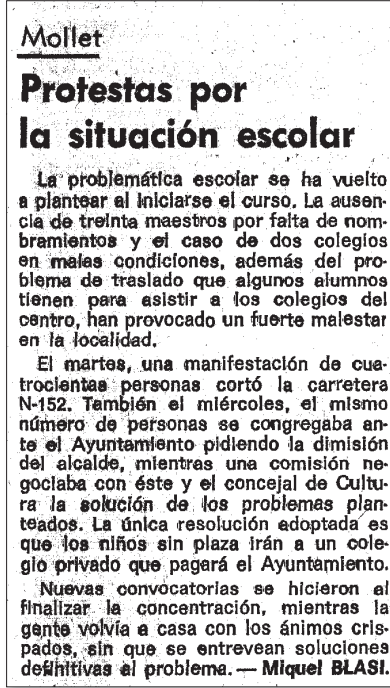 Mollet
Protestas por
la situación escolar
La problemática escolar se ha vuelto
a plantear al iniciarse el curso. La ausen-
cia de treinta maestros por falta de nom-
bramientos y el caso de dos colegios
en malas condiciones, además del pro-
blema de traslado que algunos alumnos
tienen para asistir a los colegios del
centro, han provocado un fuerte malestar
en la localidad.
El martes, una manifestación de cua-
trocientas personas cortó la carretera
N-152. También el miércoles, el mismo
número de personas se congregaba an-
te el Ayuntamiento pidiendo la dimisión
del alcalde, mientras una comisión ne-
gociaba con éste y el concejal de Cultu-
ra la solución de los problemas plan-
teados. La única resolución adoptada es
que los niños sin plaza irán a un cole-
gio privado que pagará el Ayuntamiento.
Nuevas convocatorias se hicieron al
finalizar la concentración, mientras la
gente volvía a casa con los ánimos cris-
pados, sin que se entrevean soluciones
definitivas al problema. — Miquel BLASI.